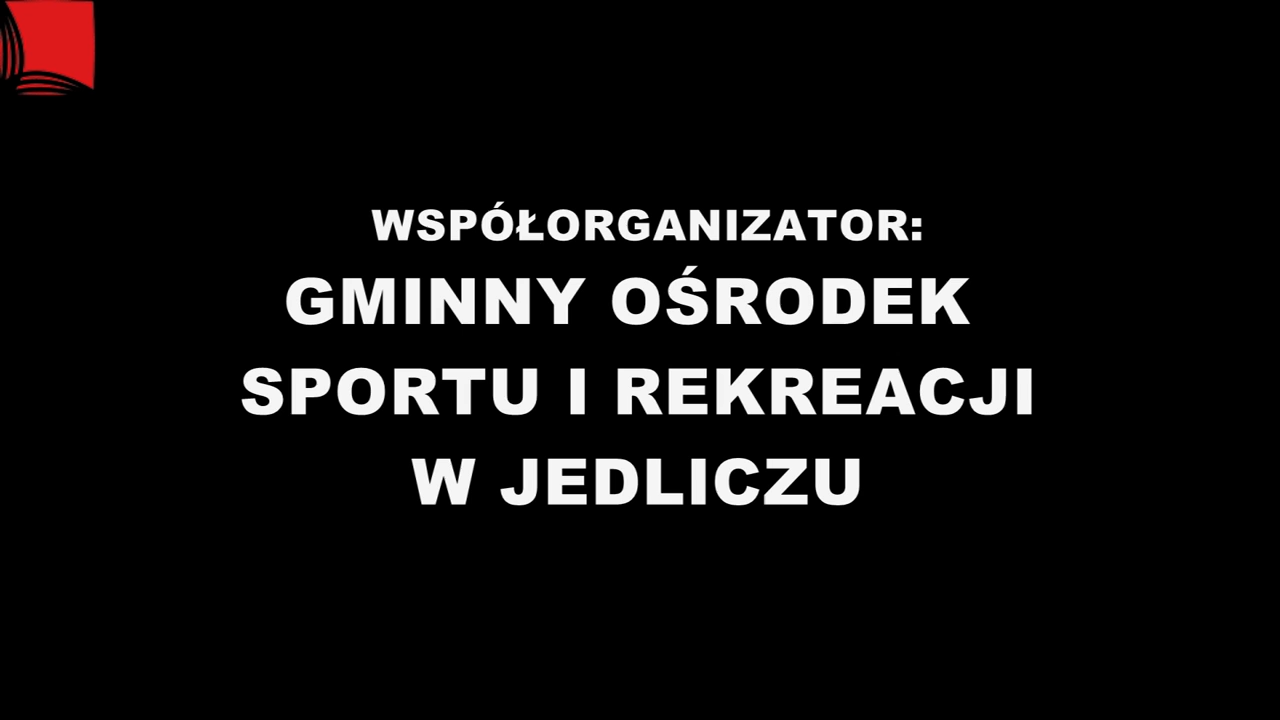 WSPÓŁORGANIZATOR:
GMINNY OŚRODEK
SPORTU I REKREACJI
W JEDLICZU